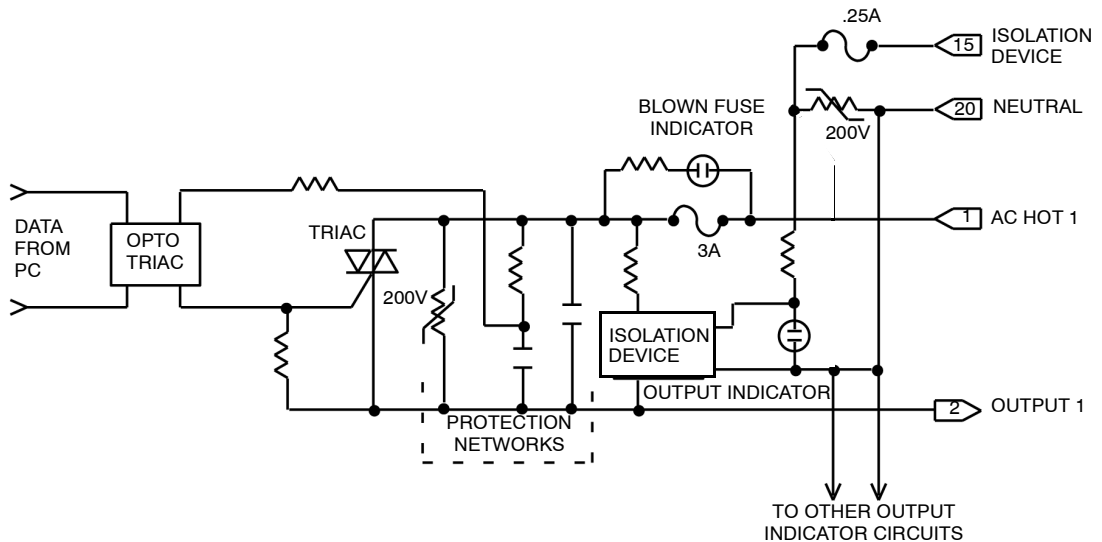 .25A
15
ISOLATION
DEVICE
BLOWN FUSE
INDICATOR
20
NEUTRAL
200V
DATA
FROM
PC
OPTO
TRIAC
TRIAC
3A
1
AC HOT 1
200V
ISOLATION
DEVICE
OUTPUT INDICATOR
2
OUTPUT 1
PROTECTION
NETWORKS
TO OTHER OUTPUT
INDICATOR CIRCUITS